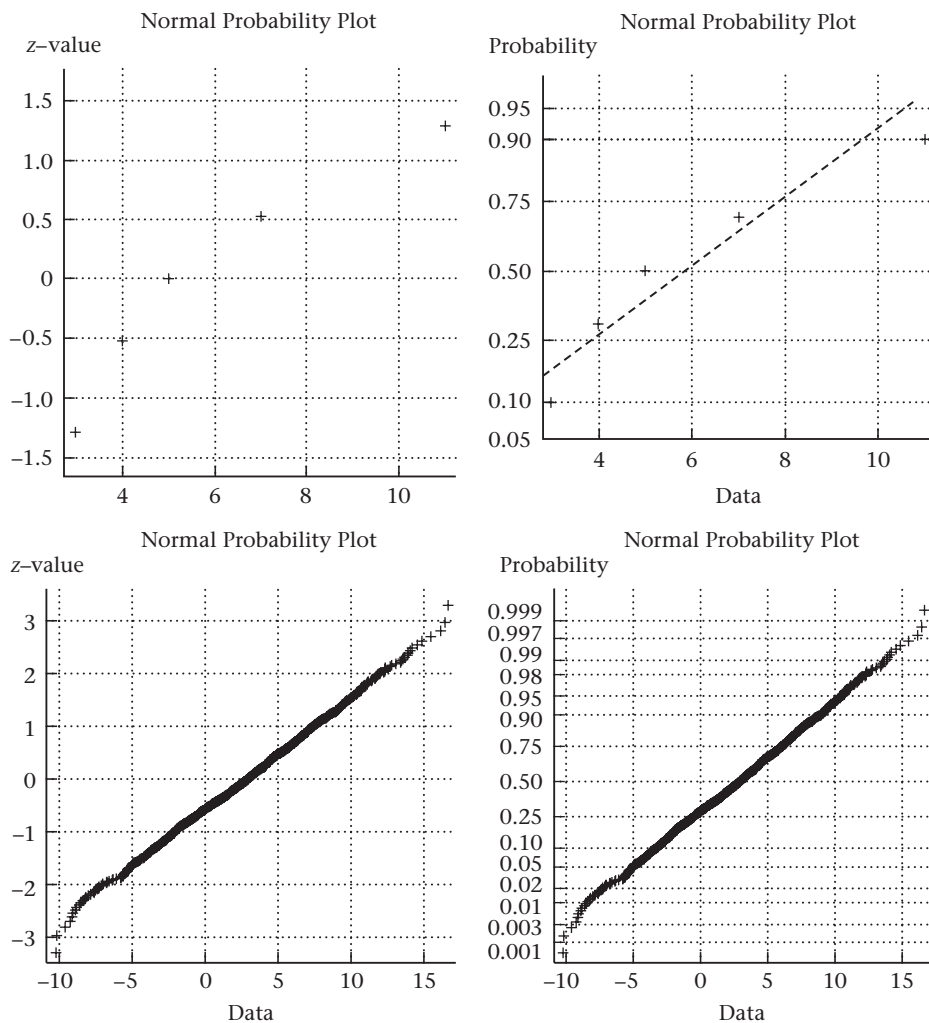 Normal Probability Plot
z–value
1.5
1.0
0.5
0
–0.5
–1.0
–1.5
4 6 8 10
Normal Probability Plot
Probability
0.95
0.90
0.75
0.50
0.25
0.10
0.05
4 6 8 10
Data
Normal Probability Plot
z–value
3
2
1
0
–1
–2
–3
–10 –5 0 5 10 15
Data
Normal Probability Plot
Probability
0.999
0.997
0.99
0.98
0.95
0.90
0.75
0.50
0.25
0.10
0.05
0.02
0.01
0.003
0.001
–10 –5 0 5 10 15
Data